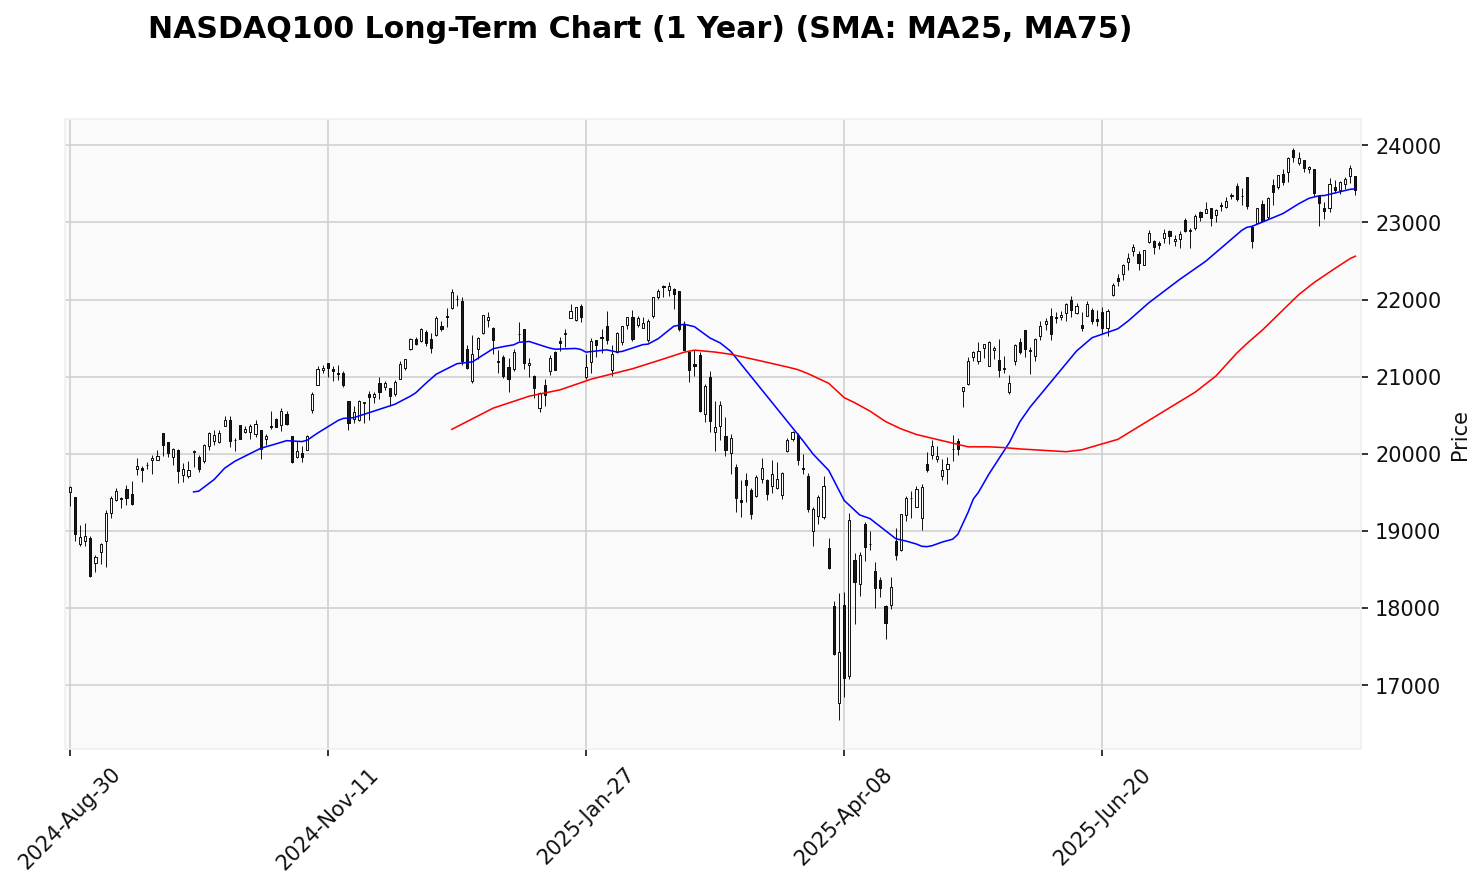 NASDAQ100 Long-Term Chart (1 Year) (SMA: MA25, MA75)
24000
23000
22000
21000
20000
19000
18000
17000
Price
2024-Aug-30
2024-Nov-11
2025-Jan-27
2025-Apr-08
2025-Jun-20